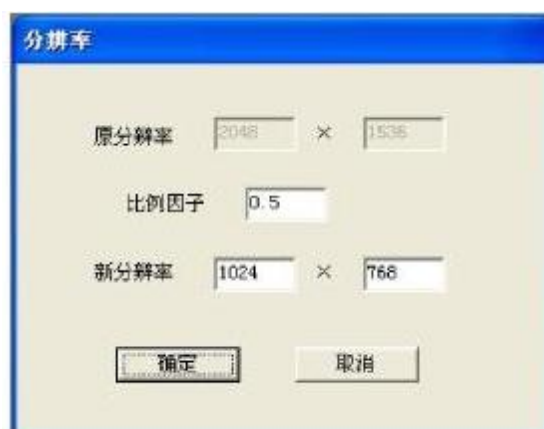 分辨率
原分辨率 2048 × 1536
比例因子 0.5
新分辨率 1024 × 768
确定 取消